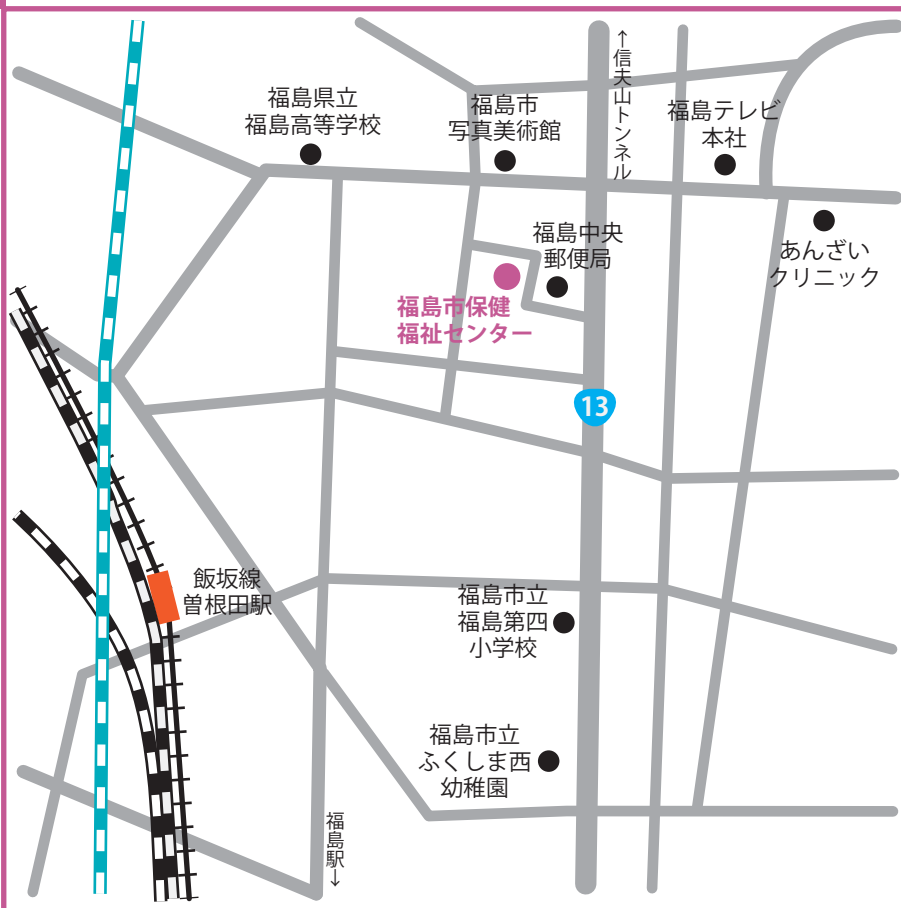 ↑信夫山トンネル
福島県立
福島高等学校
福島市
写真美術館
福島テレビ
本社
福島中央
郵便局
あんざい
クリニック
福島市保健
福祉センター
13
飯坂線
曽根田駅
福島市立
福島第四
小学校
福島市立
ふくしま西
幼稚園
福島駅→